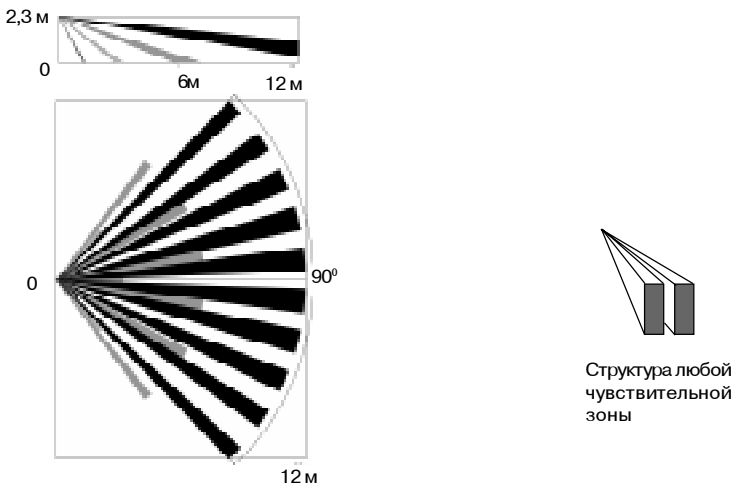 2,3 м
0
6м
12 м
0
90⁰
12 м
Структура любой
чувствительной
зоны